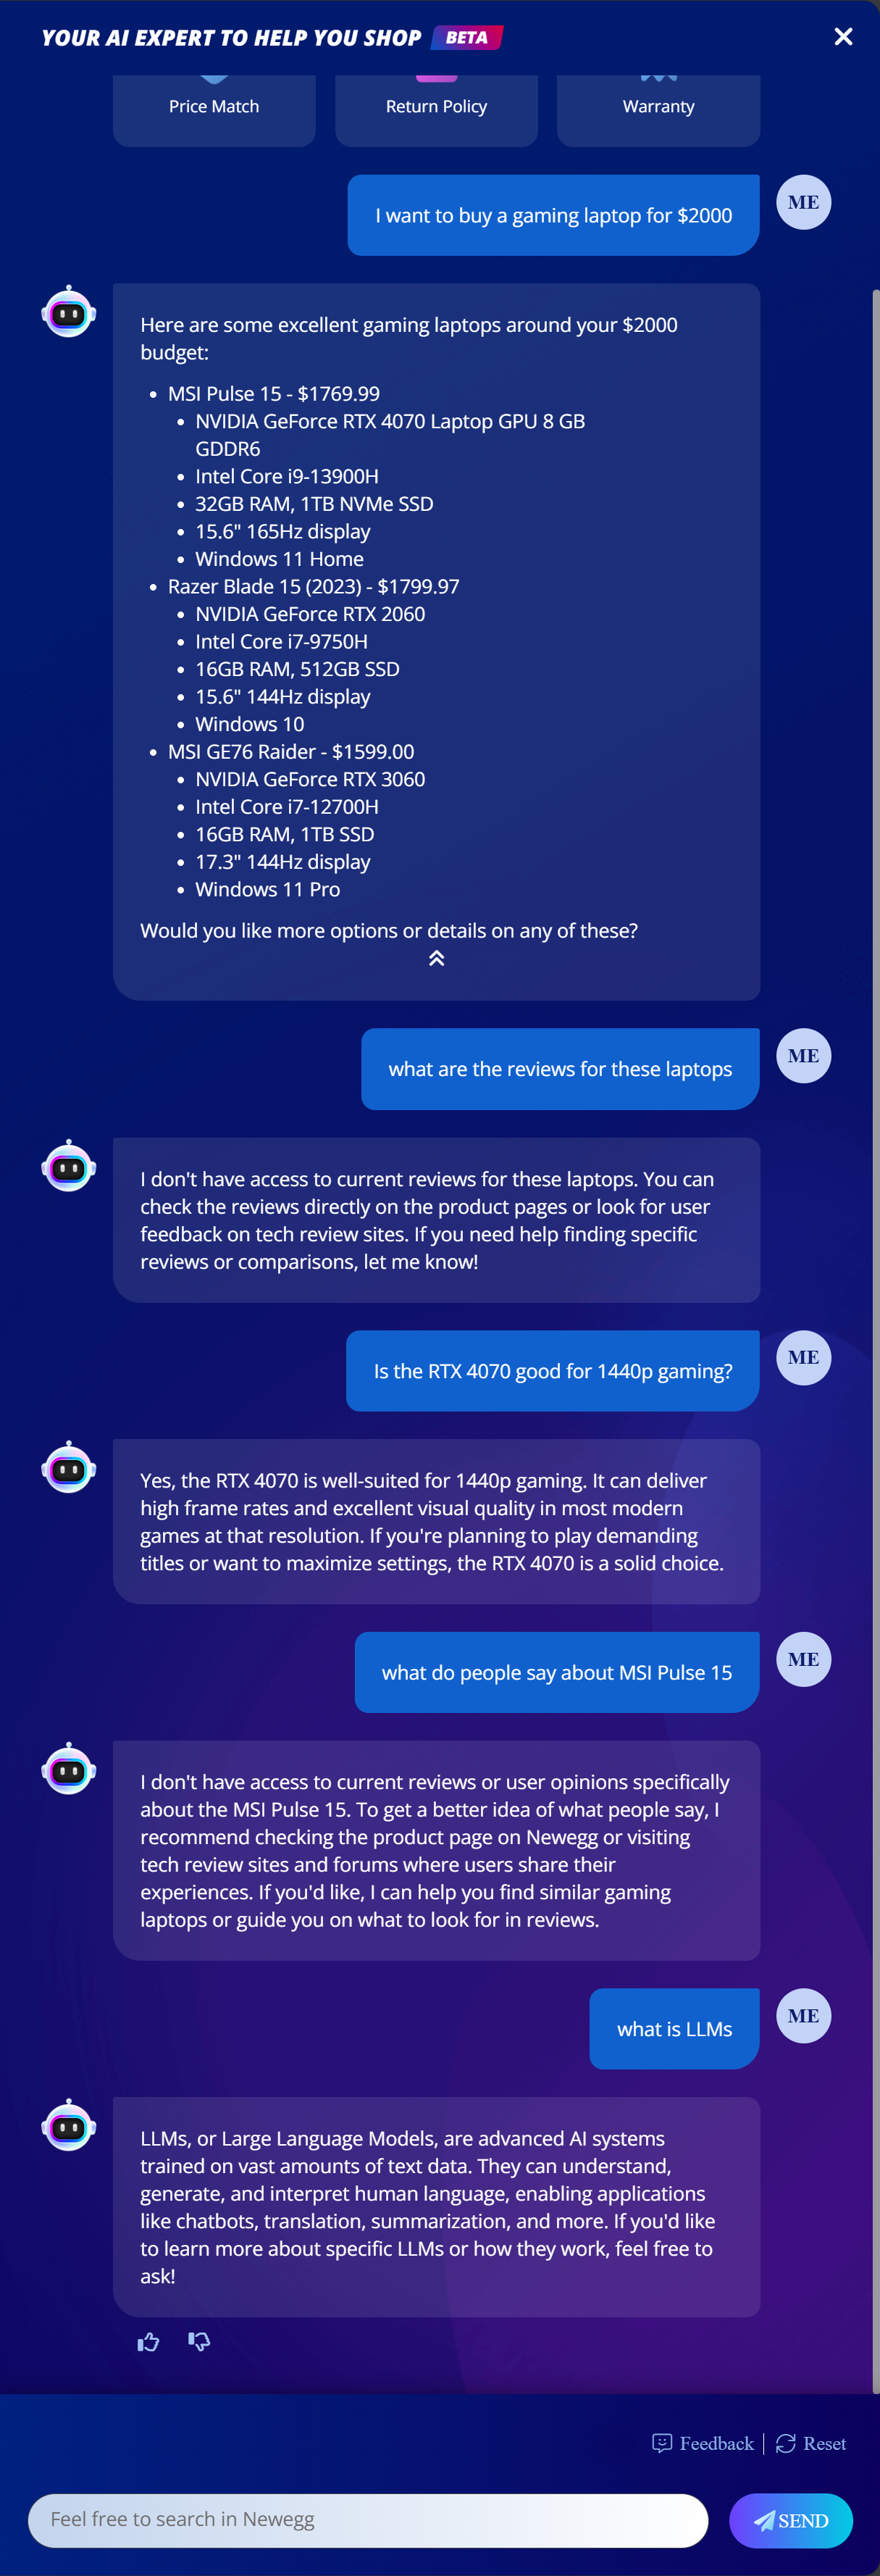 YOUR AI EXPERT TO HELP YOU SHOP BETA
Price Match
Return Policy
Warranty
I want to buy a gaming laptop for $2000
ME
Here are some excellent gaming laptops around your $2000
budget:
• MSI Pulse 15 - $1769.99
• NVIDIA GeForce RTX 4070 Laptop GPU 8 GB
GDDR6
• Intel Core i9-13900H
• 32GB RAM, 1TB NVMe SSD
• 15.6" 165Hz display
• Windows 11 Home
• Razer Blade 15 (2023) - $1799.97
• NVIDIA GeForce RTX 2060
• Intel Core i7-9750H
• 16GB RAM, 512GB SSD
• 15.6" 144Hz display
• Windows 10
• MSI GE76 Raider - $1599.00
• NVIDIA GeForce RTX 3060
• Intel Core i7-12700H
• 16GB RAM, 1TB SSD
• 17.3" 144Hz display
• Windows 11 Pro
Would you like more options or details on any of these?
what are the reviews for these laptops
ME
I don't have access to current reviews for these laptops. You can
check the reviews directly on the product pages or look for user
feedback on tech review sites. If you need help finding specific
reviews or comparisons, let me know!
Is the RTX 4070 good for 1440p gaming?
ME
Yes, the RTX 4070 is well-suited for 1440p gaming. It can deliver
high frame rates and excellent visual quality in most modern
games at that resolution. If you're planning to play demanding
titles or want to maximize settings, the RTX 4070 is a solid choice.
what do people say about MSI Pulse 15
ME
I don't have access to current reviews or user opinions specifically
about the MSI Pulse 15. To get a better idea of what people say, I
recommend checking the product page on Newegg or visiting
tech review sites and forums where users share their
experiences. If you'd like, I can help you find similar gaming
laptops or guide you on what to look for in reviews.
what is LLMs
ME
LLMs, or Large Language Models, are advanced AI systems
trained on vast amounts of text data. They can understand,
generate, and interpret human language, enabling applications
like chatbots, translation, summarization, and more. If you'd like
to learn more about specific LLMs or how they work, feel free to
ask!
Feedback | Reset
Feel free to search in Newegg
SEND